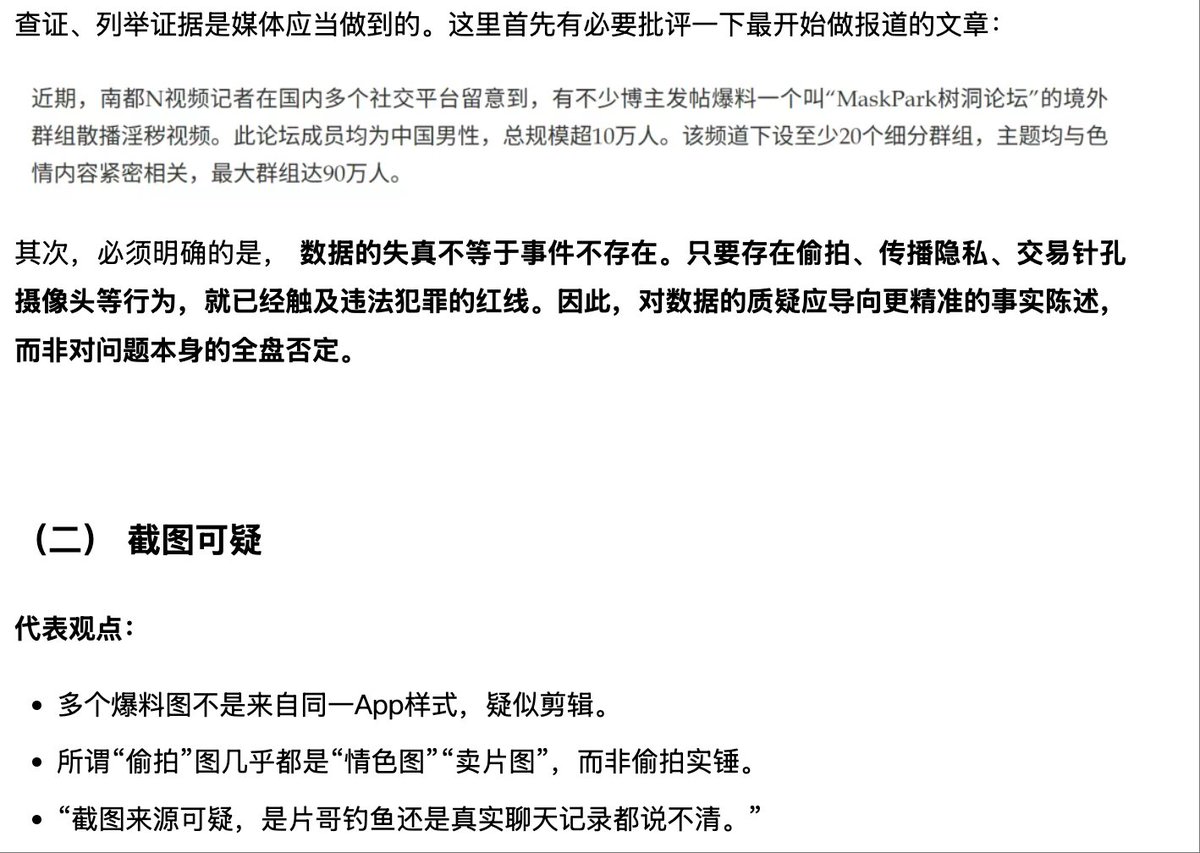 查证、列举证据是媒体应当做到的。这里首先有必要批评一下最开始做报道的文章：
近期，南都N视频记者在国内多个社交平台留意到，有不少博主发帖爆料一个叫“MaskPark树洞论坛”的境外
群组散播淫秽视频。此论坛成员均为中国男性，总规模超10万人。该频道下设至少20个细分群组，主题均与色
情内容紧密相关，最大群组达90万人。
其次，必须明确的是， 数据的失真不等于事件不存在。只要存在偷拍、传播隐私、交易针孔
摄像头等行为，就已经触及违法犯罪的红线。因此，对数据的质疑应导向更精准的事实陈述，
而非对问题本身的全盘否定。
（二） 截图可疑
代表观点：
• 多个爆料图不是来自同一App样式，疑似剪辑。
• 所谓“偷拍”图几乎都是“情色图”“卖片图”，而非偷拍实锤。
• “截图来源可疑，是片哥钓鱼还是真实聊天记录都说不清。”